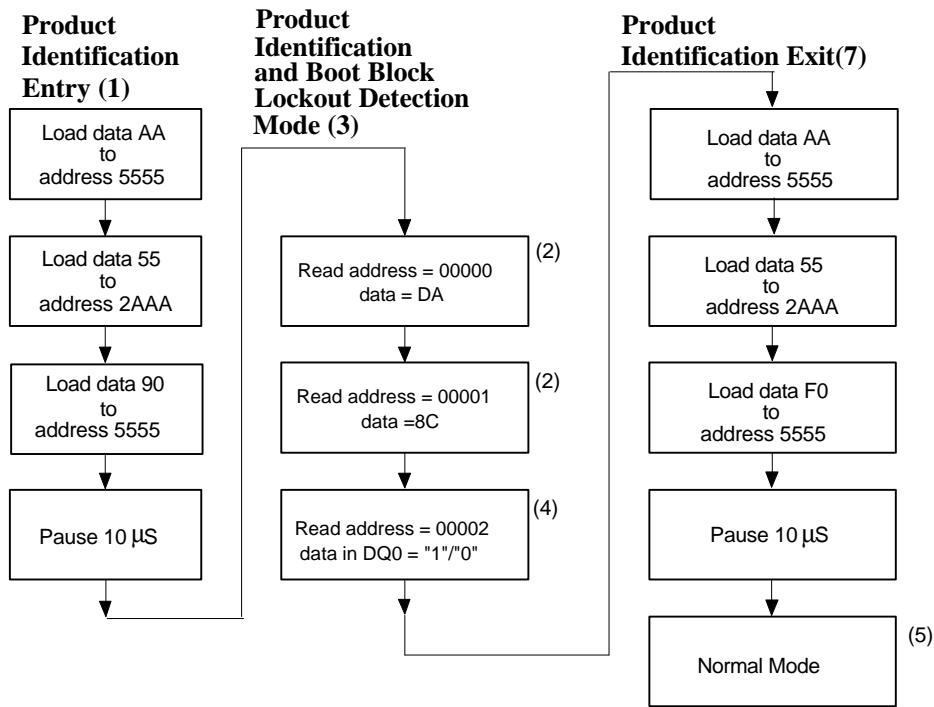 Product
Identification
Entry (1)
Load data AA
to
address 5555
Load data 55
to
address 2AAA
Load data 90
to
address 5555
Pause 10 µS
Product
Identification
and Boot Block
Lockout Detection
Mode (3)
Read address = 00000
data = DA
(2)
Read address = 00001
data =8C
(2)
Read address = 00002
data in DQ0 = "1"/"0"
(4)
Product
Identification Exit(7)
Load data AA
to
address 5555
Load data 55
to
address 2AAA
Load data F0
to
address 5555
Pause 10 µS
Normal Mode
(5)